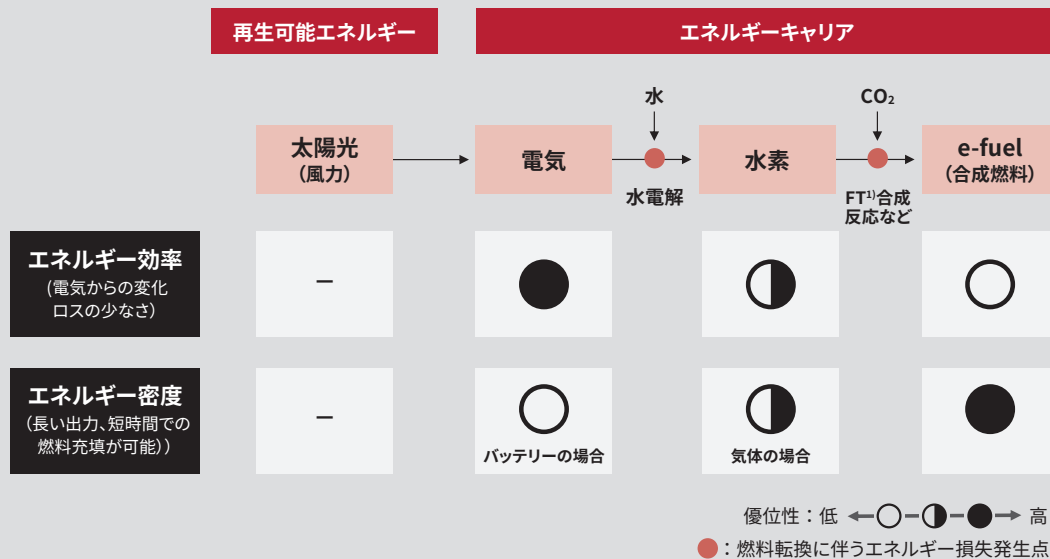 再生可能エネルギー
エネルギーキャリア
水
CO₂
太陽光
（風力）
電気
水素
e-fuel
（合成燃料）
水電解
FT¹⁾合成
反応など
エネルギー効率
(電気からの変化
ロスの少なさ）
–
エネルギー密度
（長い出力、短時間での
燃料充填が可能））
–
バッテリーの場合
気体の場合
優位性：低
高
：燃料転換に伴うエネルギー損失発生点